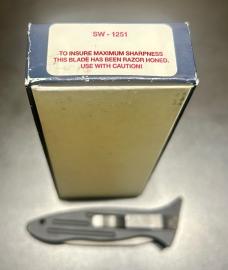 SW - 1251
TO INSURE MAXIMUM SHARPNESS
THIS BLADE HAS BEEN RAZOR HONED.
USE WITH CAUTION!